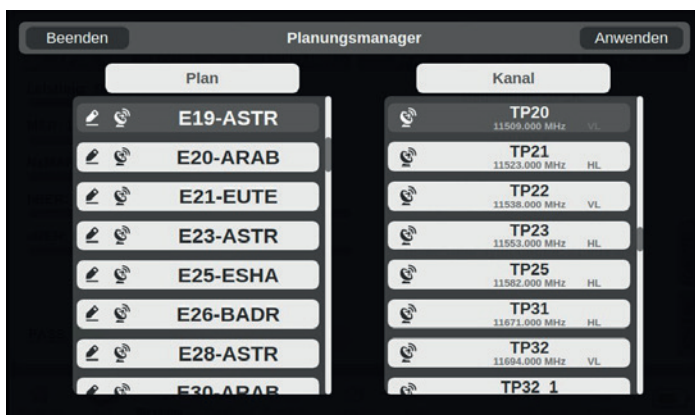 Beenden
Planungsmanager
Anwenden
Plan
E19-ASTR
E20-ARAB
E21-EUTE
E23-ASTR
E25-ESHA
E26-BADR
E28-ASTR
E30-ARAB
Kanal
TP20
11509.000 MHz VL
TP21
11523.000 MHz HL
TP22
11538.000 MHz VL
TP23
11553.000 MHz HL
TP25
11582.000 MHz HL
TP31
11671.000 MHz HL
TP32
11694.000 MHz VL
TP32_1